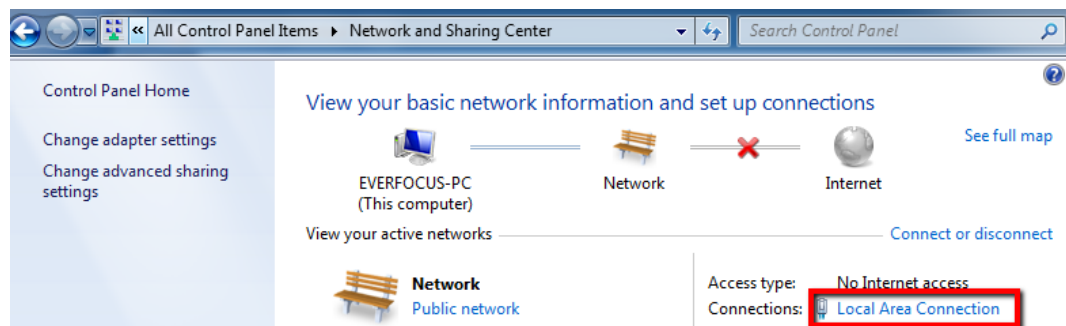 « All Control Panel Items ▸ Network and Sharing Center
Search Control Panel
Control Panel Home
Change adapter settings
Change advanced sharing
settings
View your basic network information and set up connections
See full map
EVERFOCUS-PC
(This computer)
Network
Internet
View your active networks
Connect or disconnect
Network
Public network
Access type: No Internet access
Connections: Local Area Connection